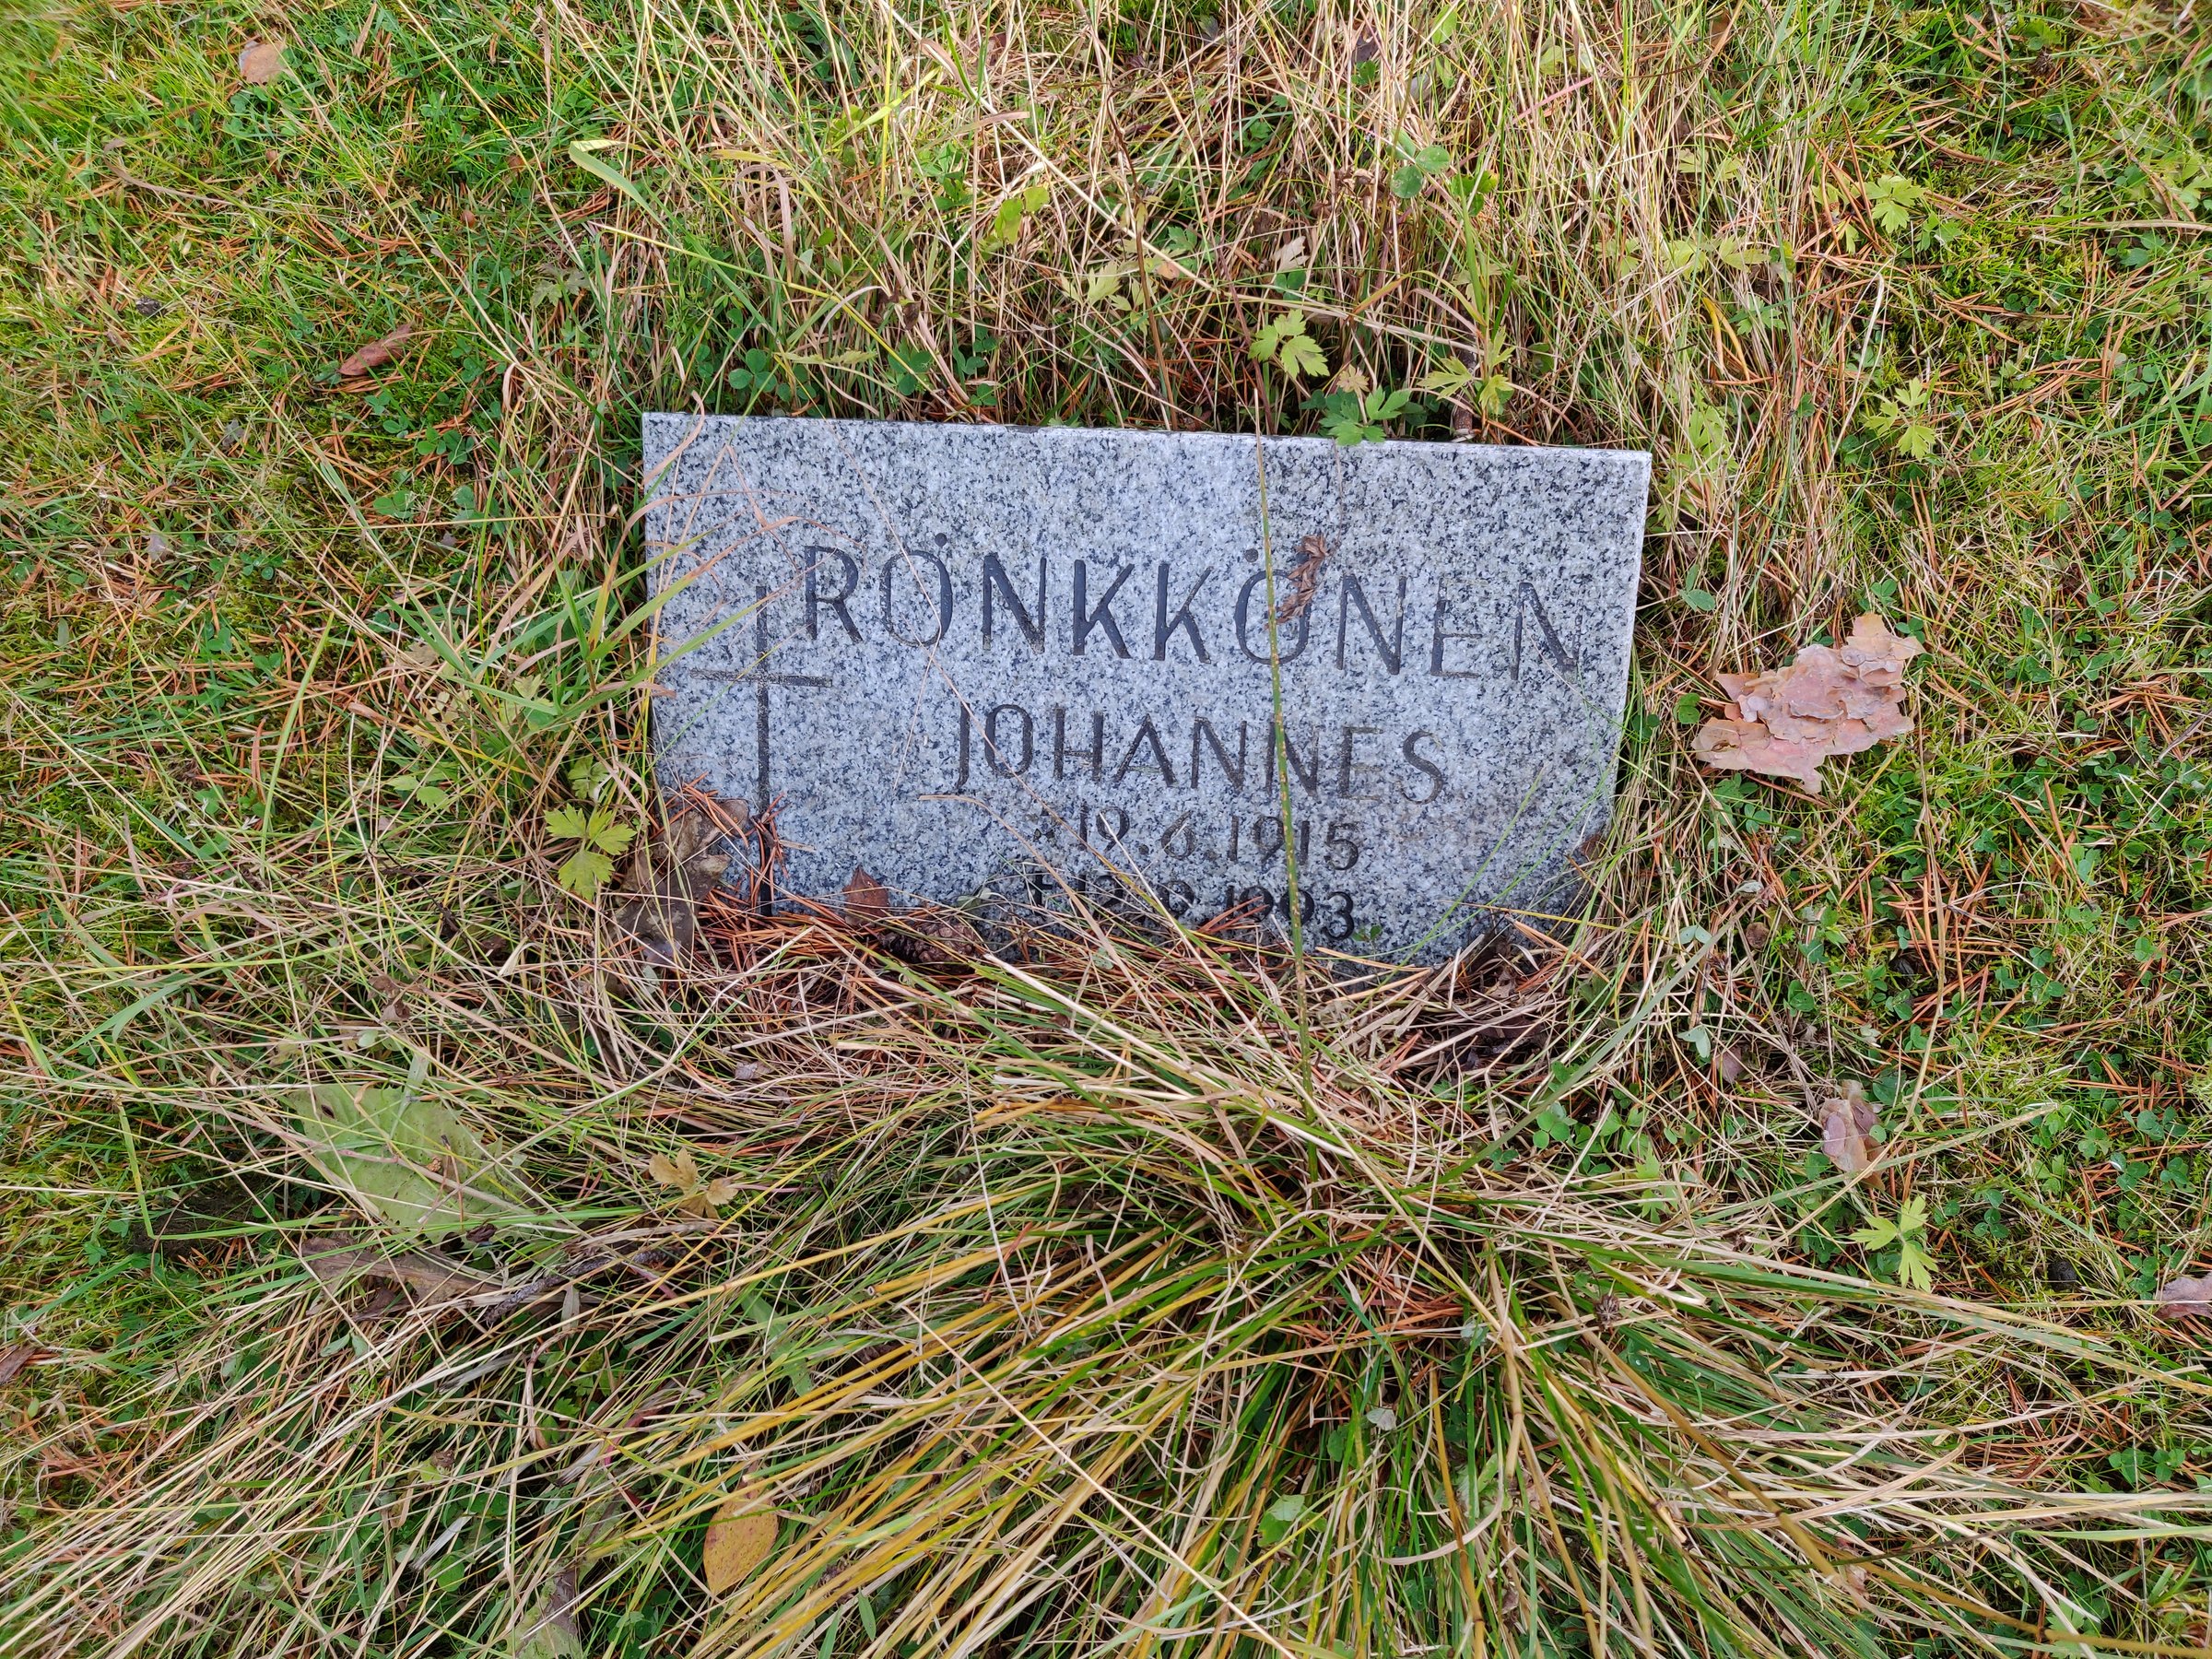 RÖNKKÖNEN
JOHANNES
* 19.6.1915